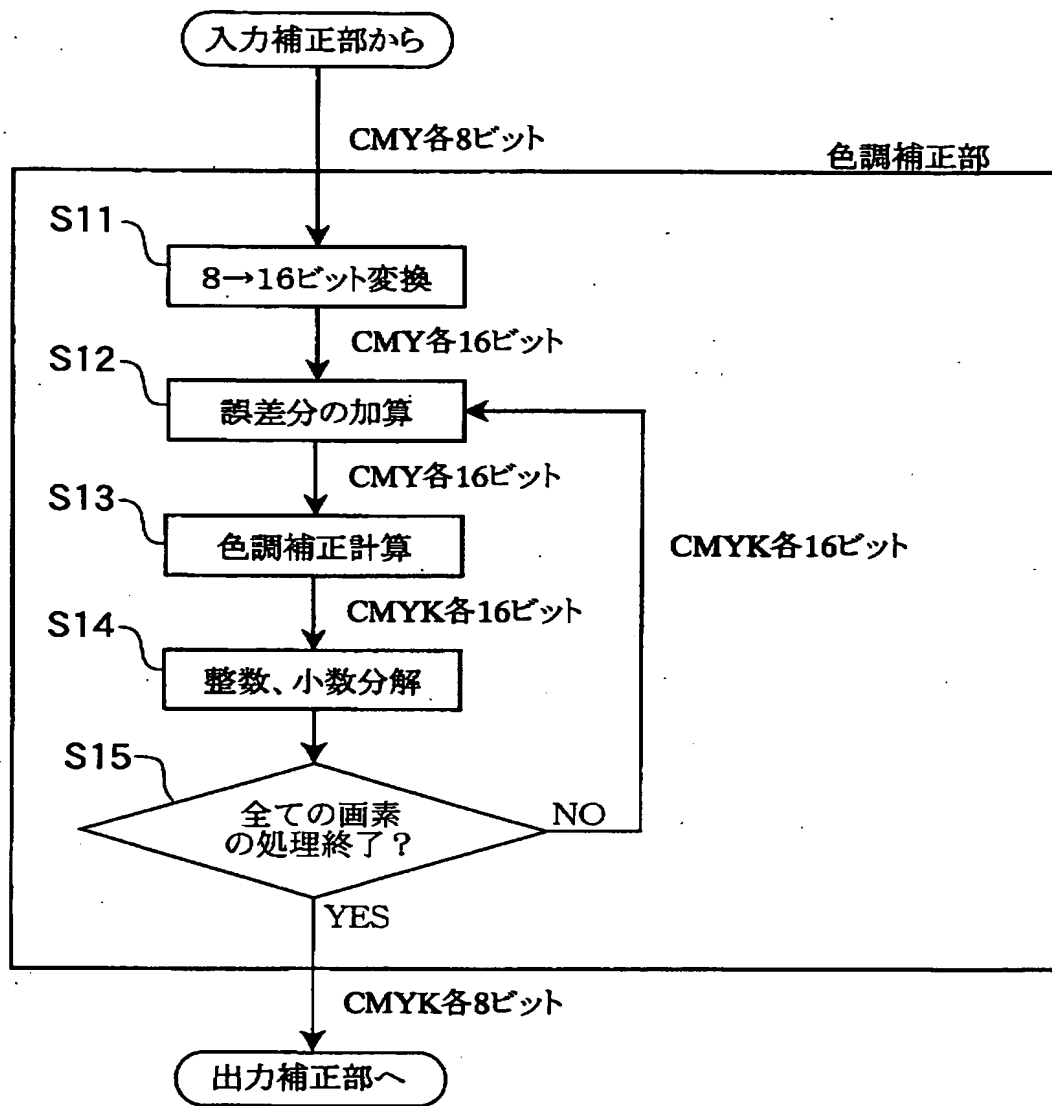 入力補正部から
CMY各8ビット
色調補正部
S11
8→16ビット変換
CMY各16ビット
S12
誤差分の加算
CMY各16ビット
S13
色調補正計算
CMYK各16ビット
CMYK各16ビット
S14
整数、小数分解
S15
全ての画素
の処理終了？
NO
YES
CMYK各8ビット
出力補正部へ